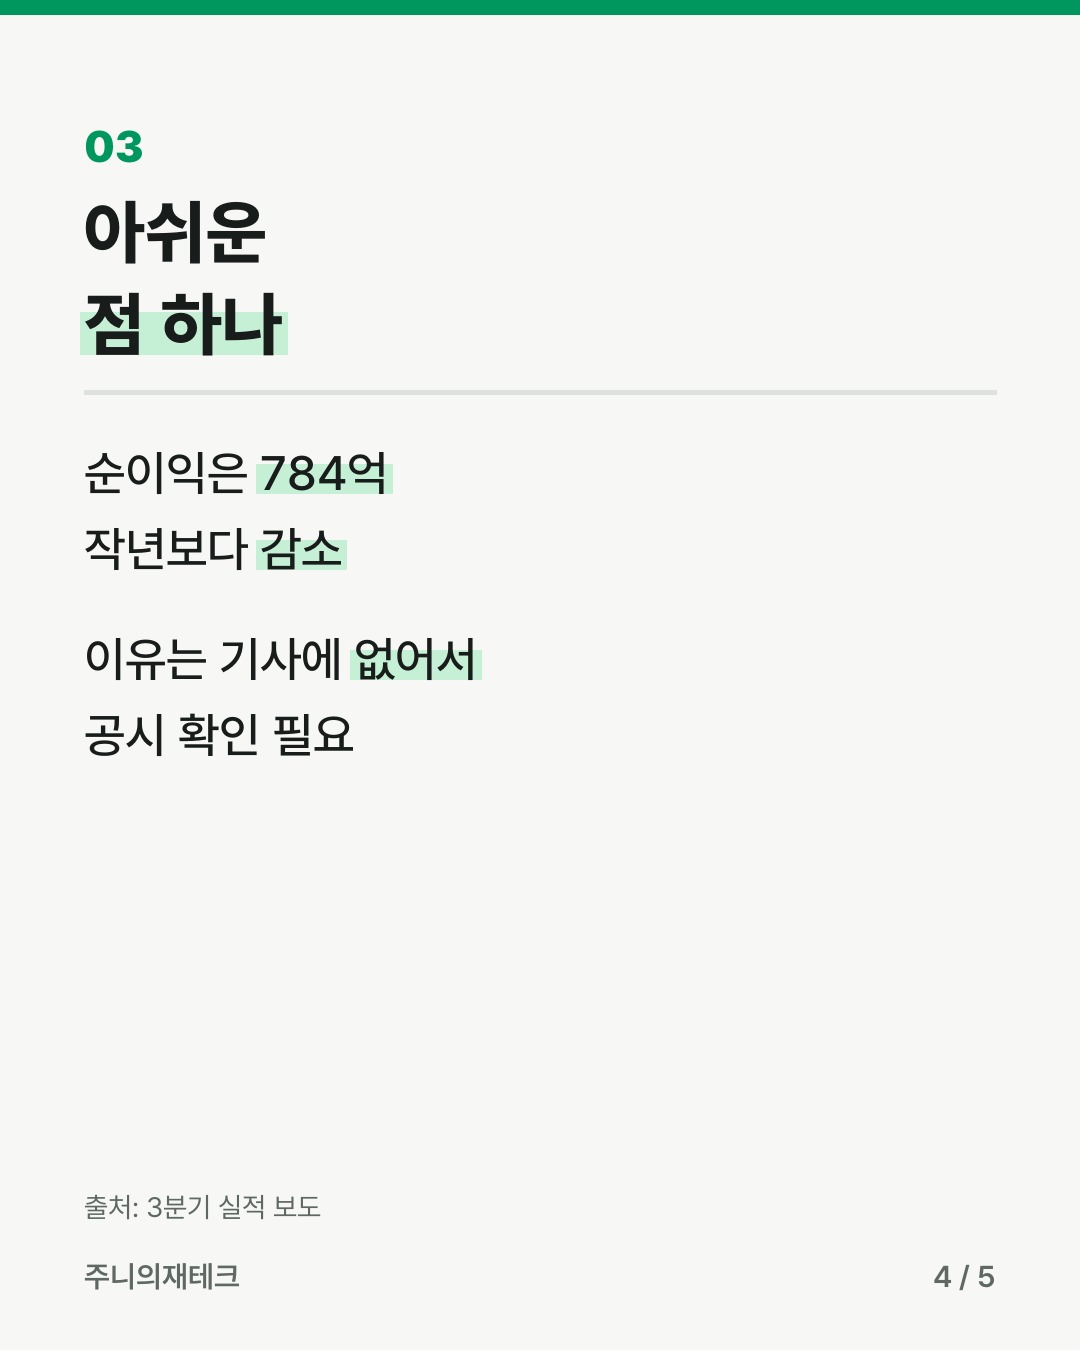 03
아쉬운
점 하나
순이익은 784억
작년보다 감소
이유는 기사에 없어서
공시 확인 필요
출처: 3분기 실적 보도
주니의재테크
4 / 5